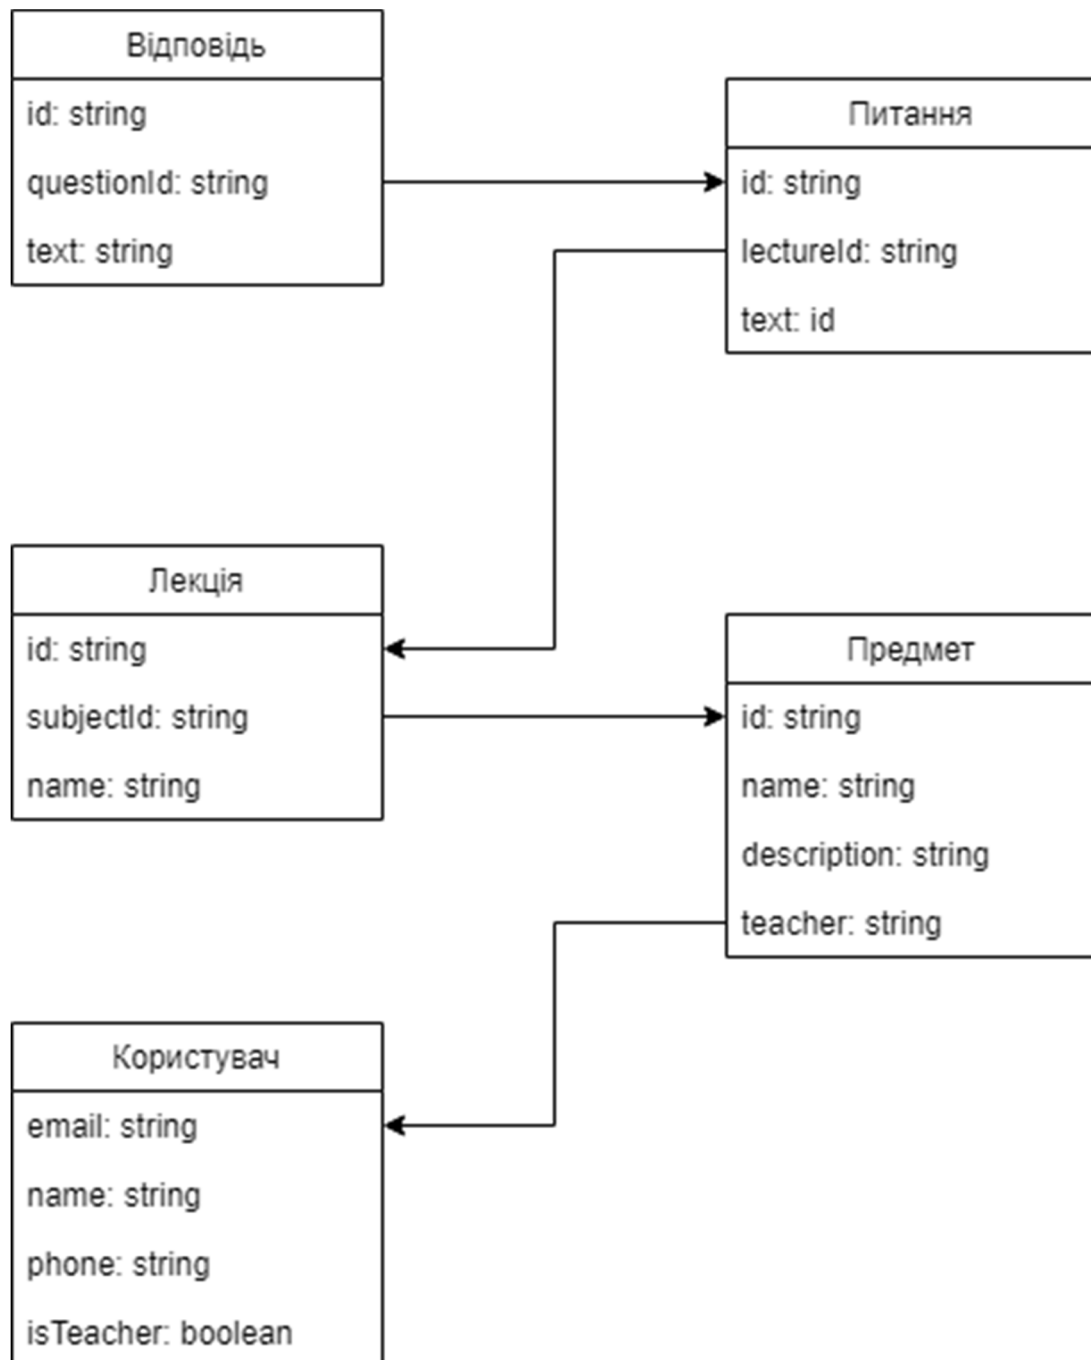 Відповідь
id: string
questionId: string
text: string
Питання
id: string
lectureId: string
text: id
Лекція
id: string
subjectId: string
name: string
Предмет
id: string
name: string
description: string
teacher: string
Користувач
email: string
name: string
phone: string
isTeacher: boolean